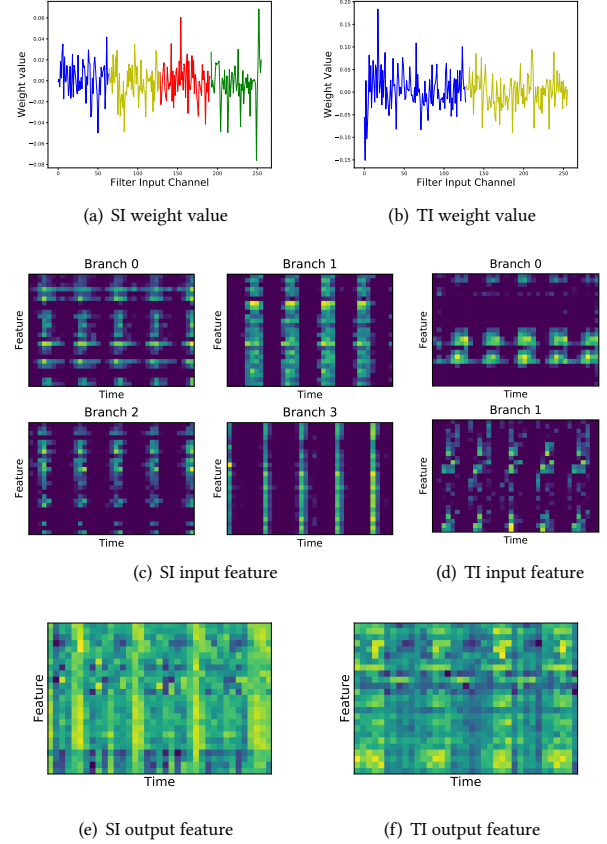 0.06
0.04
0.02
0.00
−0.02
−0.04
−0.06
−0.08
Weight value
0 50 100 150 200 250
Filter Input Channel
(a) SI weight value
0.20
0.15
0.10
0.05
0.00
−0.05
−0.10
−0.15
Weight value
0 50 100 150 200 250
Filter Input Channel
(b) TI weight value
Branch 0
Feature
Time
Branch 1
Feature
Time
Branch 2
Feature
Time
Branch 3
Feature
Time
(c) SI input feature
Branch 0
Feature
Time
Branch 1
Feature
Time
(d) TI input feature
Feature
Time
(e) SI output feature
Feature
Time
(f) TI output feature